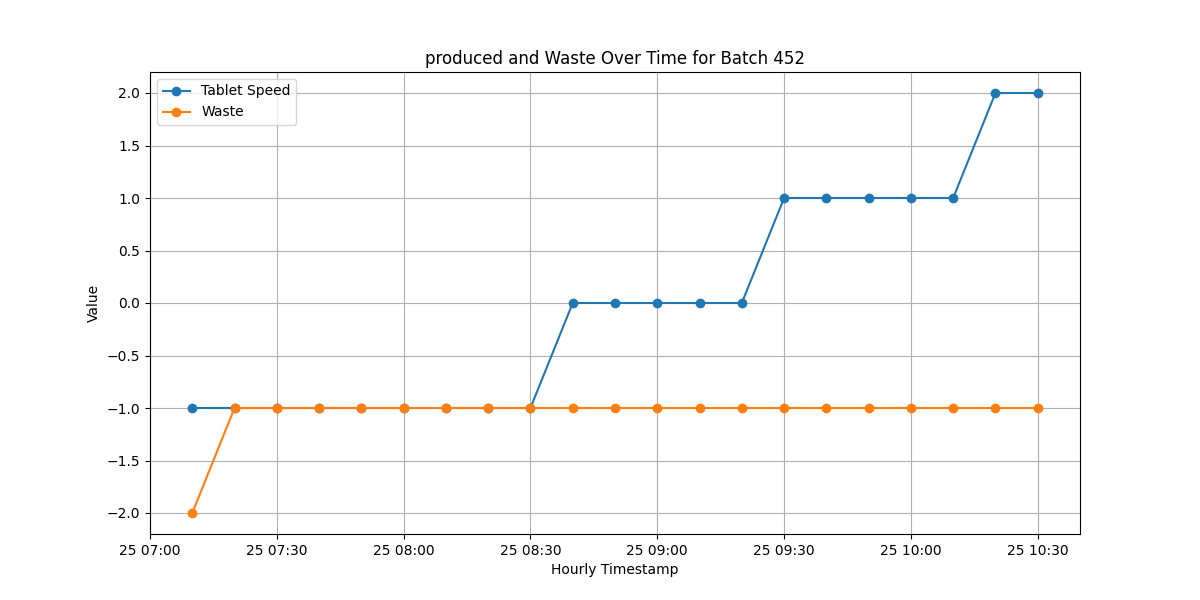 produced and Waste Over Time for Batch 452
Tablet Speed
Waste
2.0
1.5
1.0
0.5
0.0
−0.5
−1.0
−1.5
−2.0
Value
25 07:00 25 07:30 25 08:00 25 08:30 25 09:00 25 09:30 25 10:00 25 10:30
Hourly Timestamp